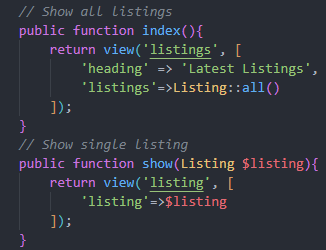 // Show all listings
public function index(){
return view('listings', [
'heading' => 'Latest Listings',
'listings'=>Listing::all()
]);
}
// Show single listing
public function show(Listing $listing){
return view('listing', [
'listing'=>$listing
]);
}